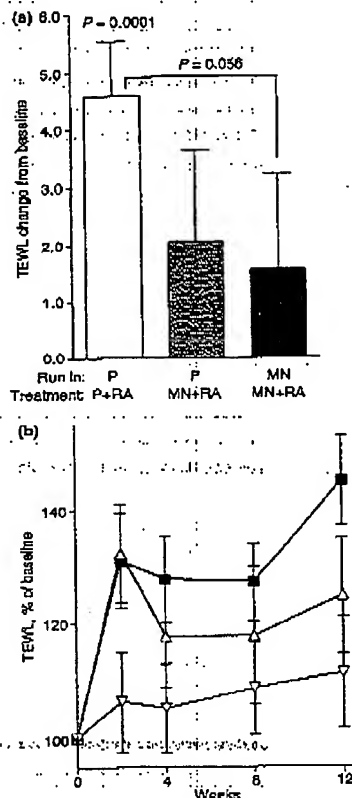 (a)
6.0
P = 0.0001
5.0
P = 0.056
4.0
3.0
2.0
1.0
0.0
TEWL change from baseline
Run In: P P MN
Treatment: P+RA MN+RA MN+RA
(b)
140
120
100
TEWL, % of baseline
0 4 8 12
Weeks